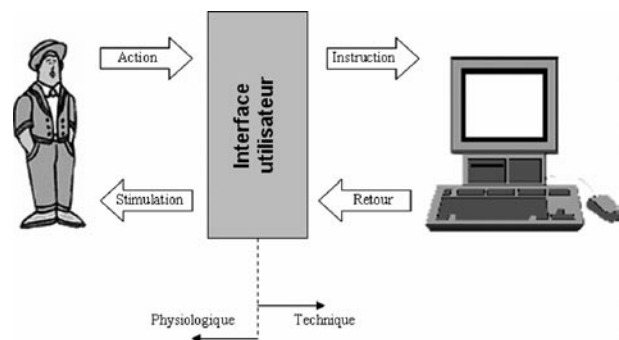 Action
Instruction
Interface
utilisateur
Stimulation
Retour
Physiologique
Technique